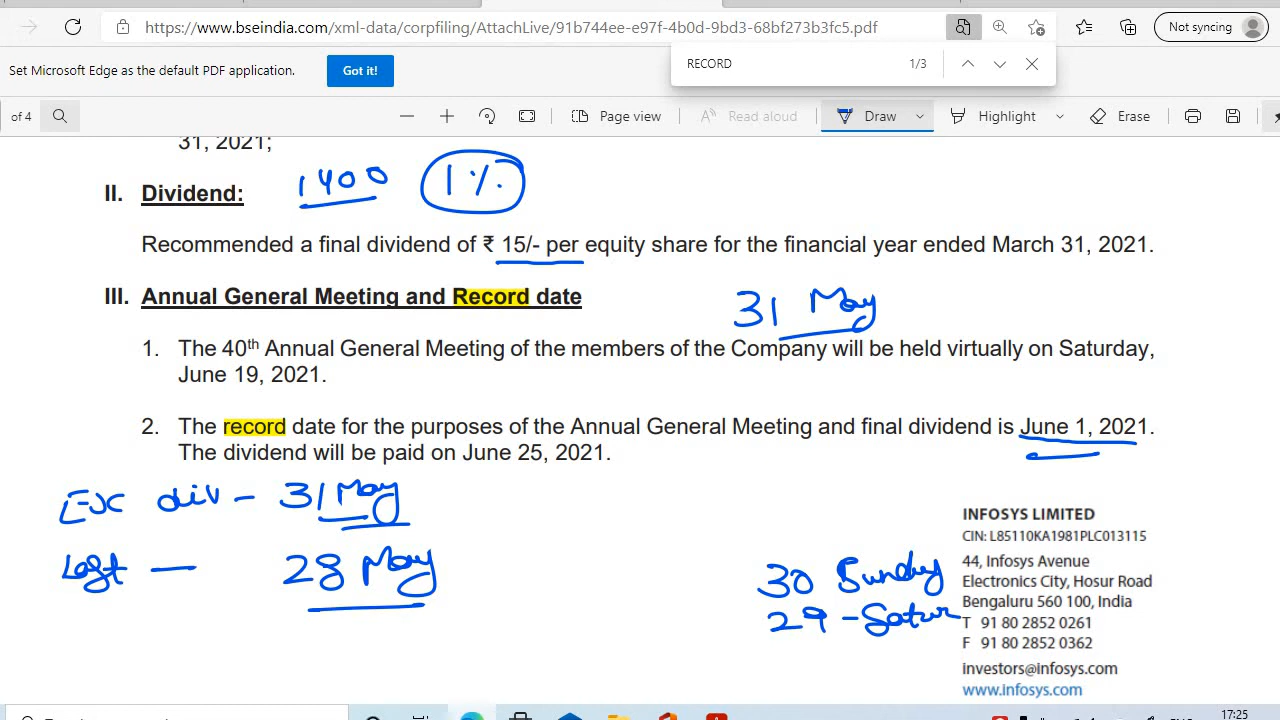 https://www.bseindia.com/xml-data/corpfiling/AttachLive/91b744ee-e97f-4b0d-9bd3-68bf273b3fc5.pdf
Not syncing
Set Microsoft Edge as the default PDF application.
Got it!
RECORD
1/3
of 4
Page view
Read aloud
Draw
Highlight
Erase
31, 2021;
1400 1%
II. Dividend:
Recommended a final dividend of ₹ 15/- per equity share for the financial year ended March 31, 2021.
III. Annual General Meeting and Record date
31 May
1. The 40th Annual General Meeting of the members of the Company will be held virtually on Saturday,
June 19, 2021.
2. The record date for the purposes of the Annual General Meeting and final dividend is June 1, 2021.
The dividend will be paid on June 25, 2021.
Ex div - 31 May
Last - 28 May
30 Sunday
29 - Satur
INFOSYS LIMITED
CIN: L85110KA1981PLC013115
44, Infosys Avenue
Electronics City, Hosur Road
Bengaluru 560 100, India
T 91 80 2852 0261
F 91 80 2852 0362
investors@infosys.com
www.infosys.com
17:25